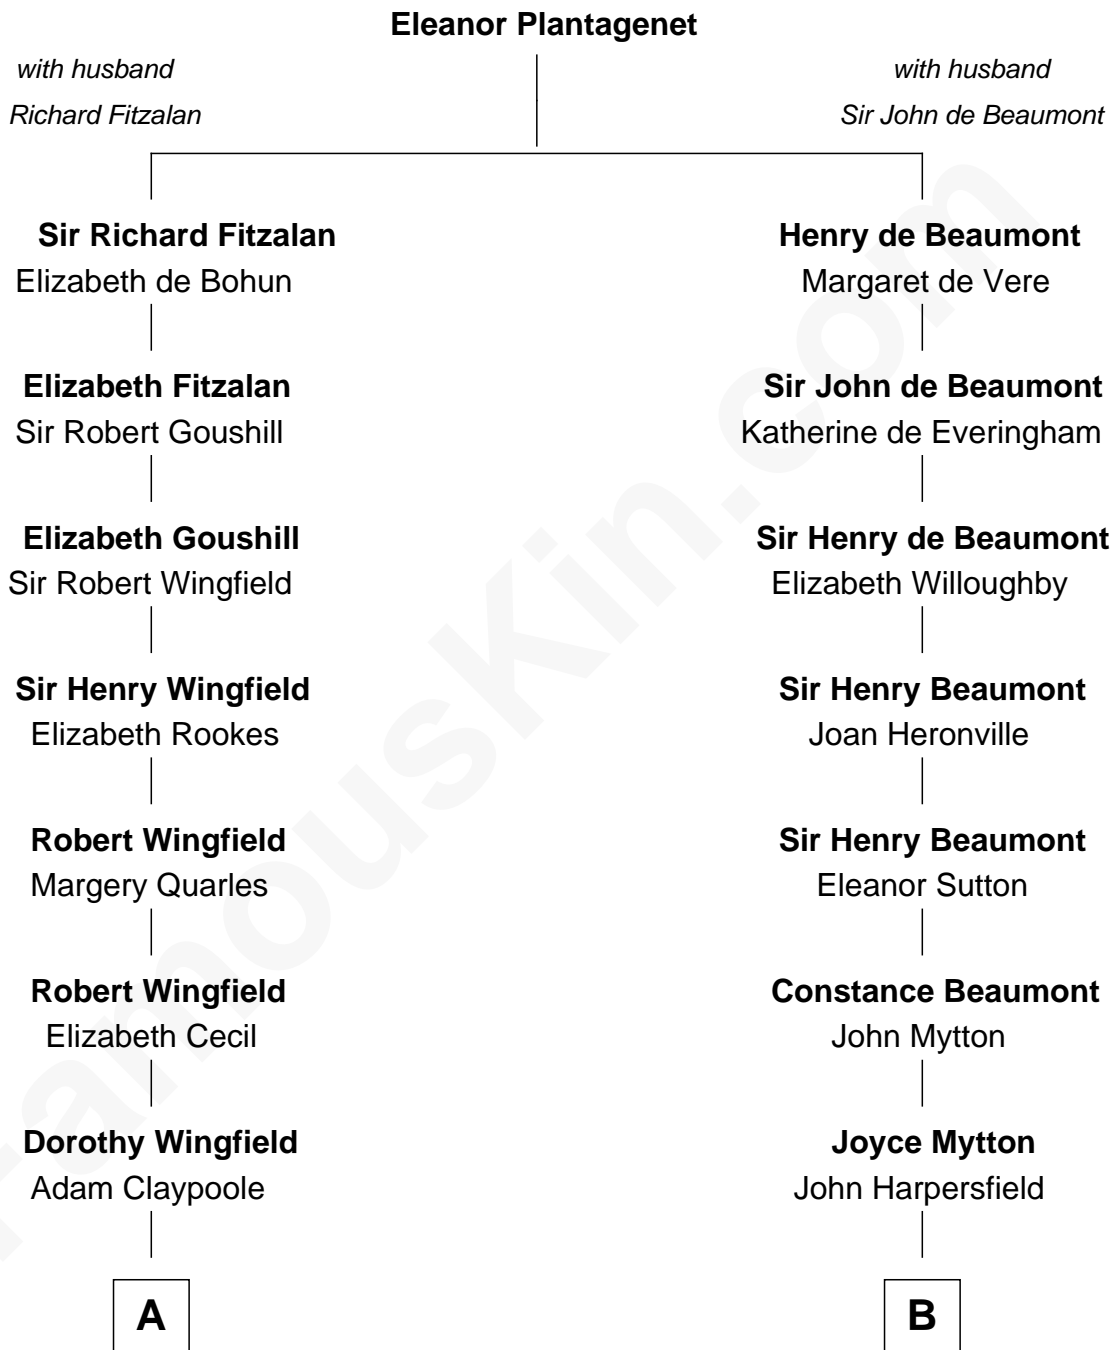 Eleanor Plantagenet
with husband
Richard Fitzalan
with husband
Sir John de Beaumont
Sir Richard Fitzalan
Elizabeth de Bohun
Elizabeth Fitzalan
Sir Robert Goushill
Elizabeth Goushill
Sir Robert Wingfield
Sir Henry Wingfield
Elizabeth Rookes
Robert Wingfield
Margery Quarles
Robert Wingfield
Elizabeth Cecil
Dorothy Wingfield
Adam Claypoole
A
Henry de Beaumont
Margaret de Vere
Sir John de Beaumont
Katherine de Everingham
Sir Henry de Beaumont
Elizabeth Willoughby
Sir Henry Beaumont
Joan Heronville
Sir Henry Beaumont
Eleanor Sutton
Constance Beaumont
John Mytton
Joyce Mytton
John Harpersfield
B
FamousKin.com